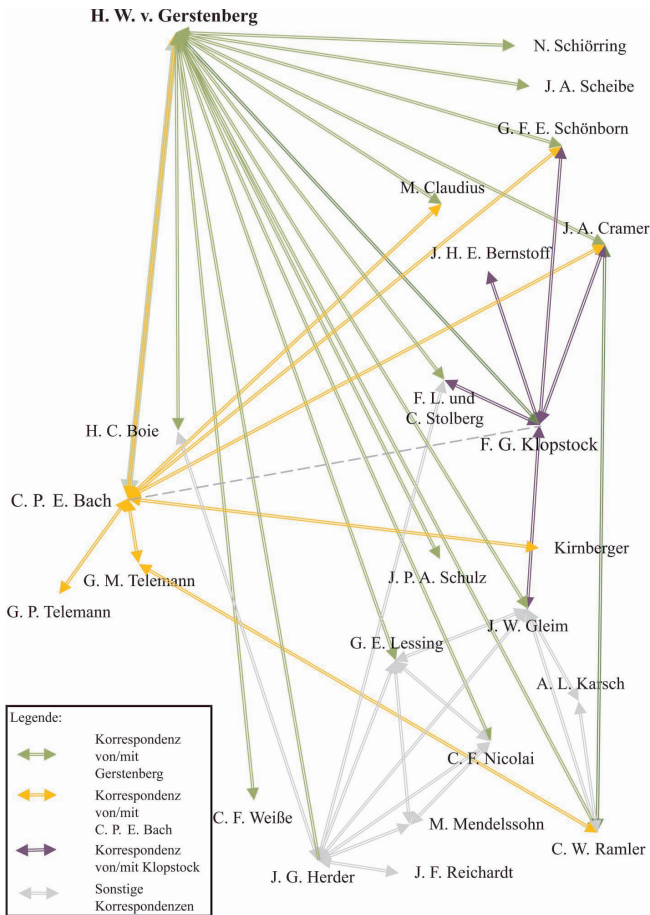 H. W. v. Gerstenberg
N. Schiörring
J. A. Scheibe
G. F. E. Schönborn
M. Claudius
J. A. Cramer
J. H. E. Bernstoff
F. L. und
C. Stolberg
H. C. Boie
F. G. Klopstock
C. P. E. Bach
Kirnberger
G. M. Telemann
J. P. A. Schulz
G. P. Telemann
J. W. Gleim
G. E. Lessing
A. L. Karsch
C. F. Nicolai
C. F. Weiße
M. Mendelssohn
C. W. Ramler
J. G. Herder
J. F. Reichardt
Legende:
Korrespondenz
von/mit
Gerstenberg
Korrespondenz
von/mit
C. P. E. Bach
Korrespondenz
von/mit Klopstock
Sonstige
Korrespondenzen